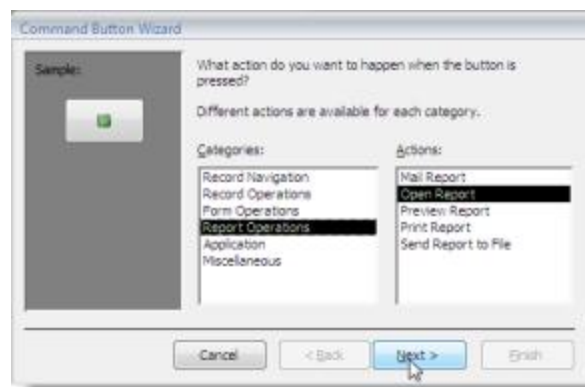 Command Button Wizard
Sample:
What action do you want to happen when the button is
pressed?
Different actions are available for each category.
Categories:
Actions:
Record Navigation
Record Operations
Form Operations
Report Operations
Application
Miscellaneous
Mail Report
Open Report
Preview Report
Print Report
Send Report to File
Cancel
< Back
Next >
Finish